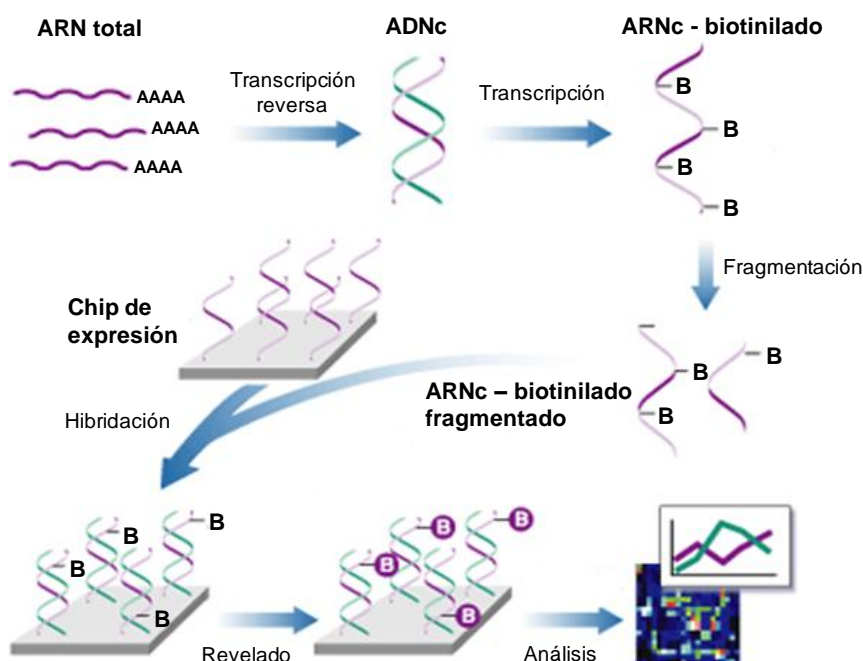 ARN total
ADNc
ARNc - biotinilado
AAAA
AAAA
AAAA
Transcripción
reversa
Transcripción
B
B
B
B
Fragmentación
Chip de
expresión
B
B
B
ARNc – biotinilado
fragmentado
Hibridación
B
B
B
B
B
B
B
B
Revelado
Análisis